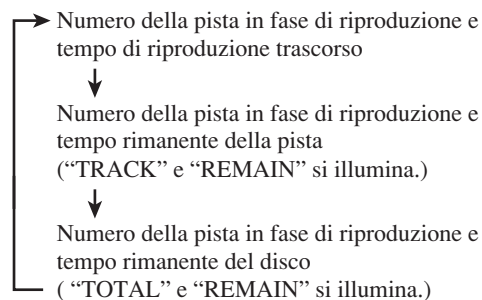 Numero della pista in fase di riproduzione e
tempo di riproduzione trascorso
Numero della pista in fase di riproduzione e
tempo rimanente della pista
(“TRACK” e “REMAIN” si illumina.)
Numero della pista in fase di riproduzione e
tempo rimanente del disco
( “TOTAL” e “REMAIN” si illumina.)